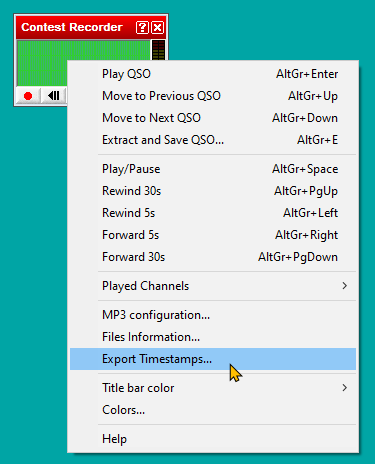 Contest Recorder ? X
Play QSO AltGr+Enter
Move to Previous QSO AltGr+Up
Move to Next QSO AltGr+Down
Extract and Save QSO... AltGr+E
Play/Pause AltGr+Space
Rewind 30s AltGr+PgUp
Rewind 5s AltGr+Left
Forward 5s AltGr+Right
Forward 30s AltGr+PgDown
Played Channels
MP3 configuration...
Files Information...
Export Timestamps...
Title bar color
Colors...
Help